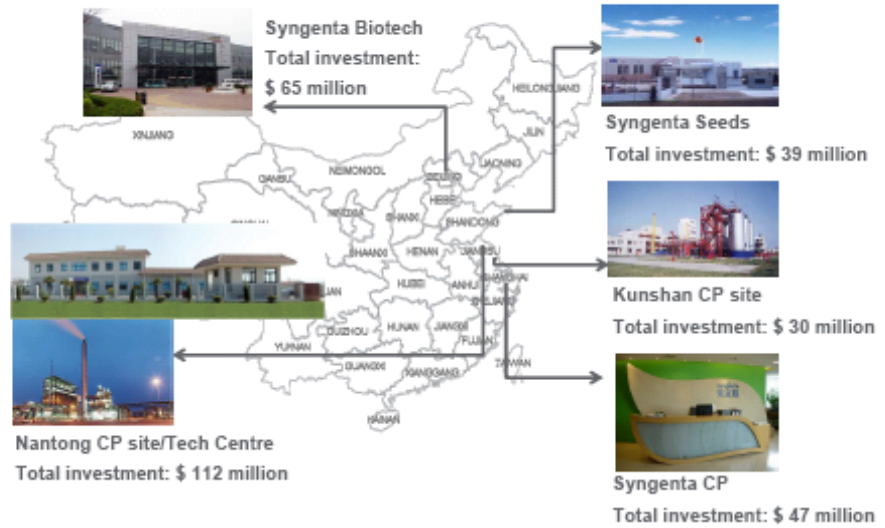 Syngenta Biotech
Total investment:
$ 65 million
Syngenta Seeds
Total investment: $ 39 million
Kunshan CP site
Total investment: $ 30 million
Syngenta CP
Total investment: $ 47 million
Nantong CP site/Tech Centre
Total investment: $ 112 million
HEILONGJIANG
JILIN
LIAONING
XINJIANG
GANSU
NEIMONGOL
BEIJING
HEBEI
NINGXIA
SHANXI
SHANDONG
SHAANXI
HENAN
JIANGSU
SHANGHAI
HUBEI
ANHUI
ZHEJIANG
UAN
GUIZHOU
HUNAN
JIANGXI
FUJIAN
YUNNAN
GUANGXI
XIANGGANG
TAIWAN
HAINAN